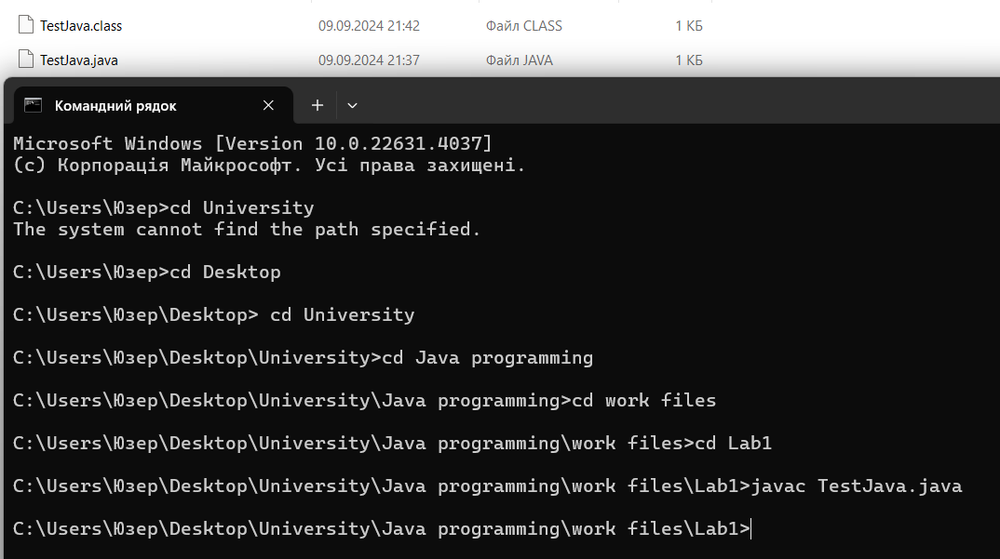 TestJava.class 09.09.2024 21:42 Файл CLASS 1 КБ
TestJava.java 09.09.2024 21:37 Файл JAVA 1 КБ
Командний рядок
Microsoft Windows [Version 10.0.22631.4037]
(c) Корпорація Майкрософт. Усі права захищені.
C:\Users\Юзер>cd University
The system cannot find the path specified.
C:\Users\Юзер>cd Desktop
C:\Users\Юзер\Desktop> cd University
C:\Users\Юзер\Desktop\University>cd Java programming
C:\Users\Юзер\Desktop\University\Java programming>cd work files
C:\Users\Юзер\Desktop\University\Java programming\work files>cd Lab1
C:\Users\Юзер\Desktop\University\Java programming\work files\Lab1>javac TestJava.java
C:\Users\Юзер\Desktop\University\Java programming\work files\Lab1>